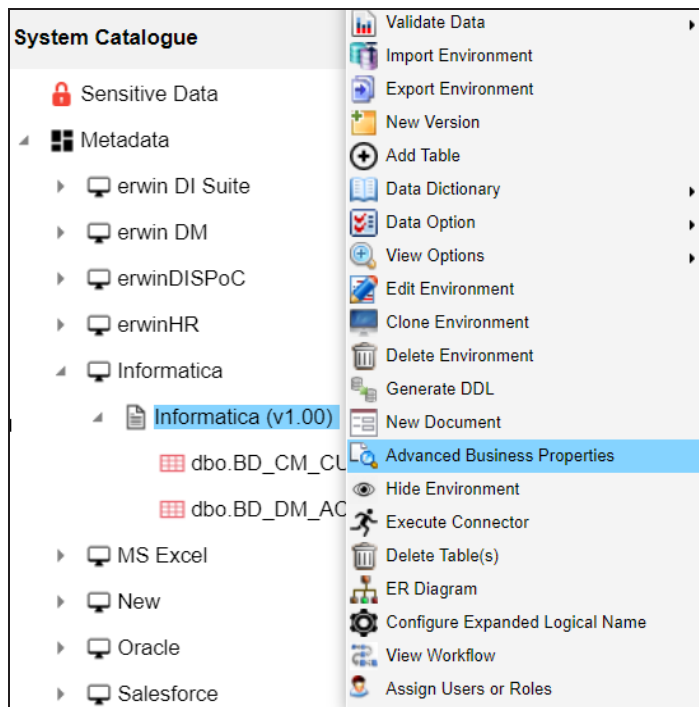 System Catalogue
Sensitive Data
Metadata
erwin DI Suite
erwin DM
erwinDISPoC
erwinHR
Informatica
Informatica (v1.00)
dbo.BD_CM_CU
dbo.BD_DM_AC
MS Excel
New
Oracle
Salesforce
Validate Data
Import Environment
Export Environment
New Version
Add Table
Data Dictionary
Data Option
View Options
Edit Environment
Clone Environment
Delete Environment
Generate DDL
New Document
Advanced Business Properties
Hide Environment
Execute Connector
Delete Table(s)
ER Diagram
Configure Expanded Logical Name
View Workflow
Assign Users or Roles